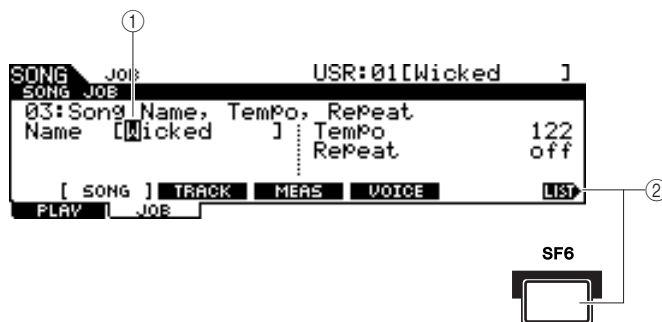 ①
SONG JOB USR:01[Wicked ]
SONG JOB
03:Song Name, Tempo, Repeat
Name [Wicked ] Tempo 122
Repeat off
[ SONG ] TRACK MEAS VOICE LIST
②
PLAY JOB
SF6